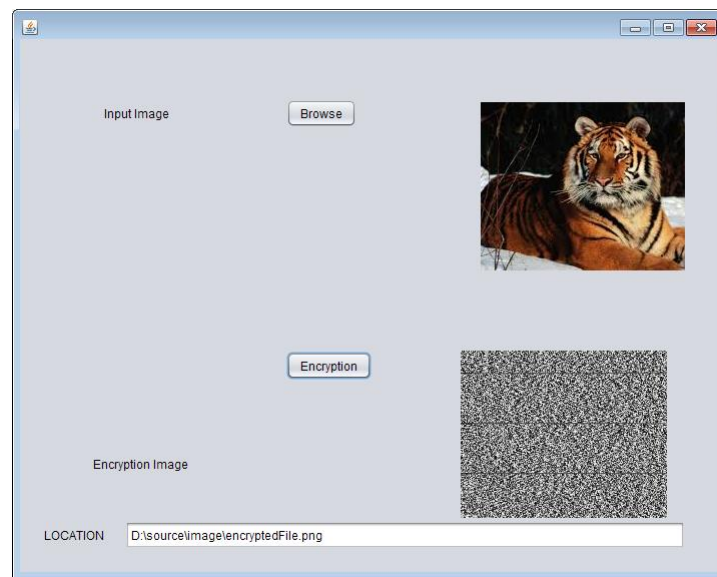 Input Image
Browse
Encryption
Encryption Image
LOCATION
D:\source\image\encryptedFile.png